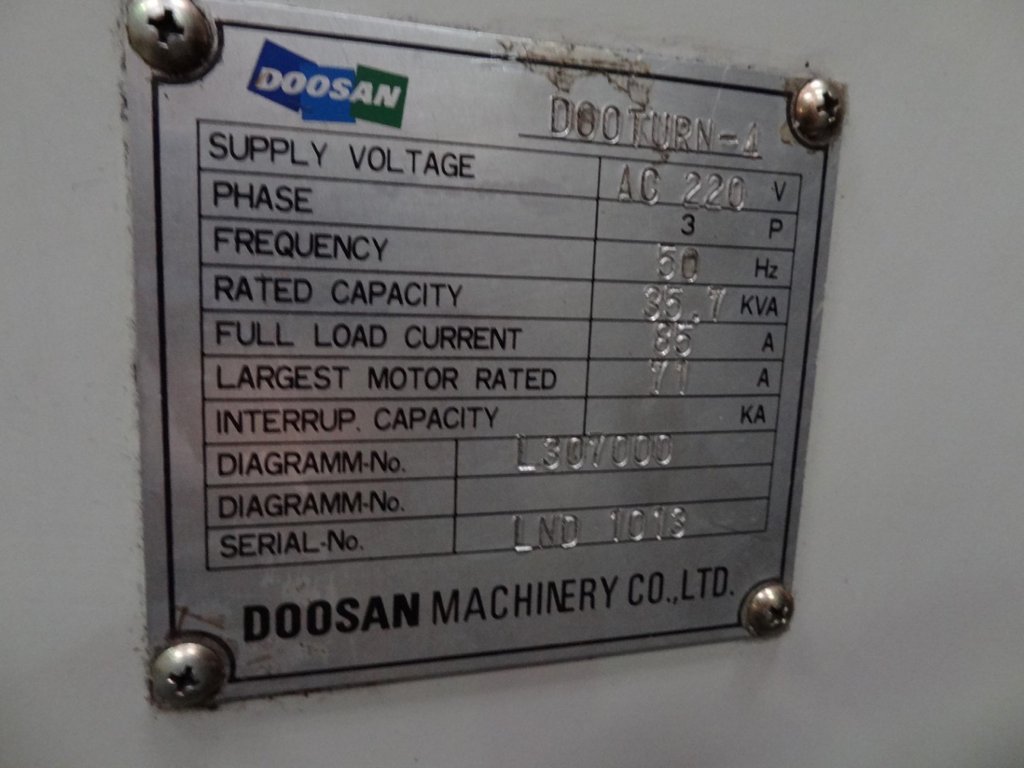 DOOSAN
DOOTURN-4
SUPPLY VOLTAGE AC 220 V
PHASE 3 P
FREQUENCY 50 Hz
RATED CAPACITY 35.7 KVA
FULL LOAD CURRENT 85 A
LARGEST MOTOR RATED 71 A
INTERRUP. CAPACITY KA
DIAGRAMM-No. L307000
DIAGRAMM-No.
SERIAL-No. LND 1013
DOOSAN MACHINERY CO.,LTD.